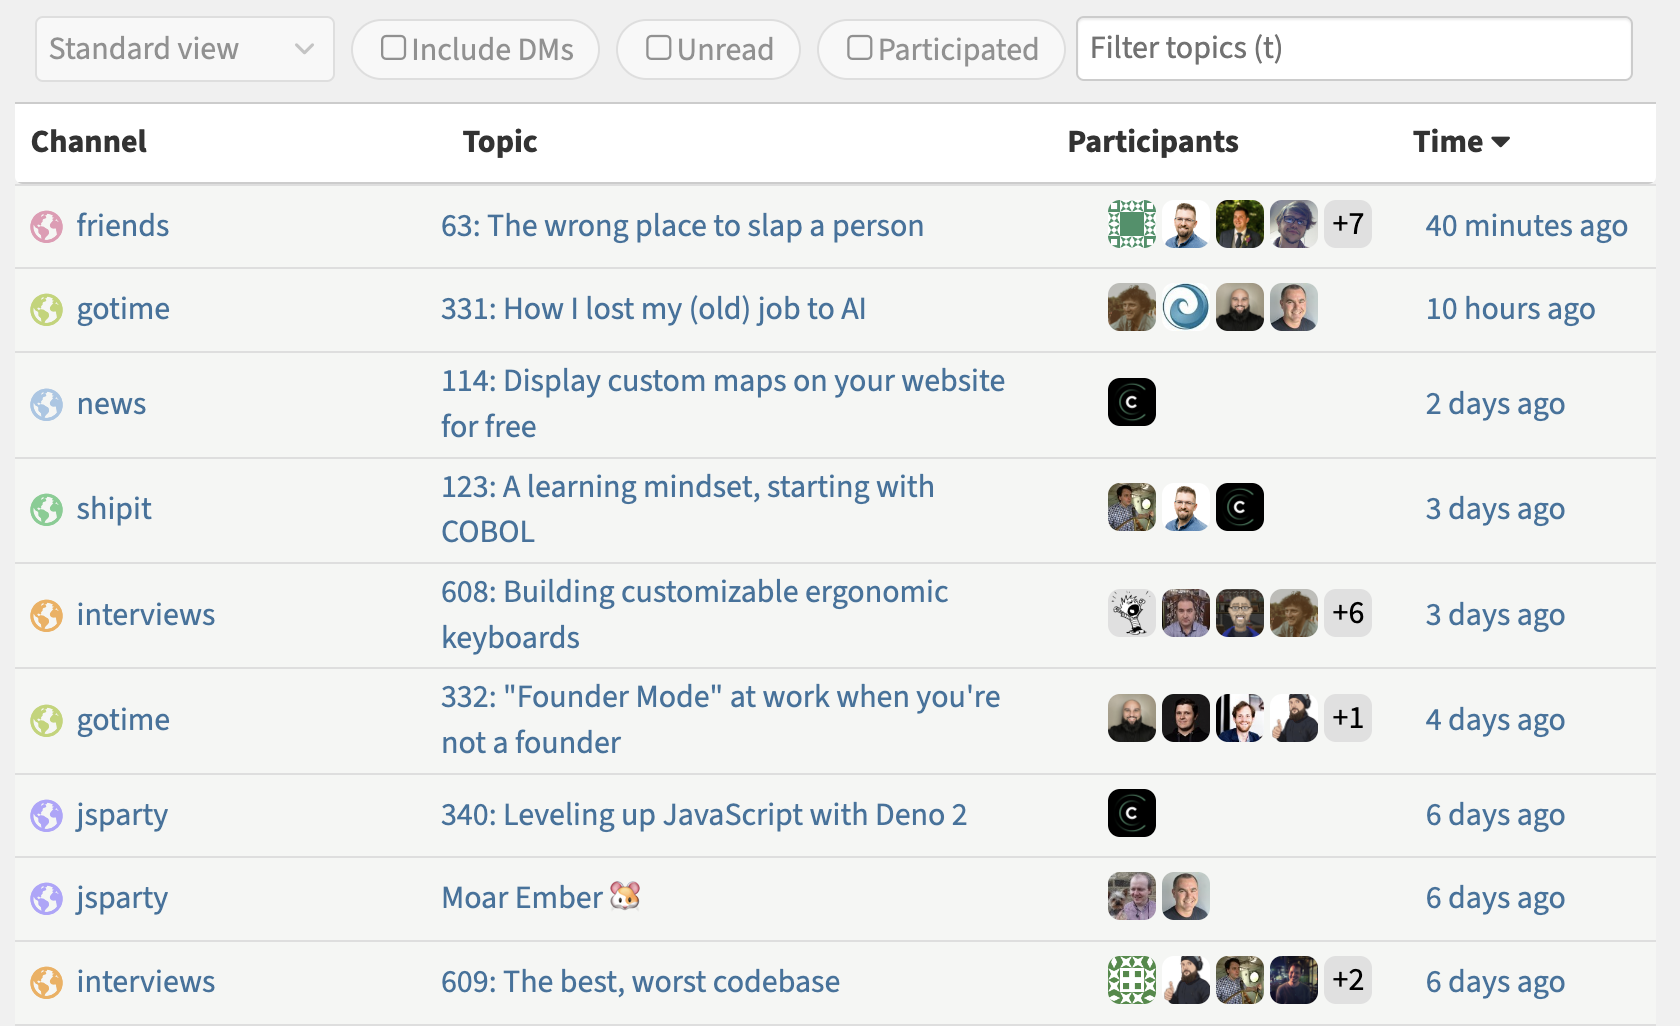 Standard view
Include DMs
Unread
Participated
Filter topics (t)
Channel Topic Participants Time
friends 63: The wrong place to slap a person +7 40 minutes ago
gotime 331: How I lost my (old) job to AI 10 hours ago
news 114: Display custom maps on your website
for free C 2 days ago
shipit 123: A learning mindset, starting with
COBOL C 3 days ago
interviews 608: Building customizable ergonomic
keyboards +6 3 days ago
gotime 332: "Founder Mode" at work when you're
not a founder +1 4 days ago
jsparty 340: Leveling up JavaScript with Deno 2 C 6 days ago
jsparty Moar Ember 🐹 6 days ago
interviews 609: The best, worst codebase +2 6 days ago